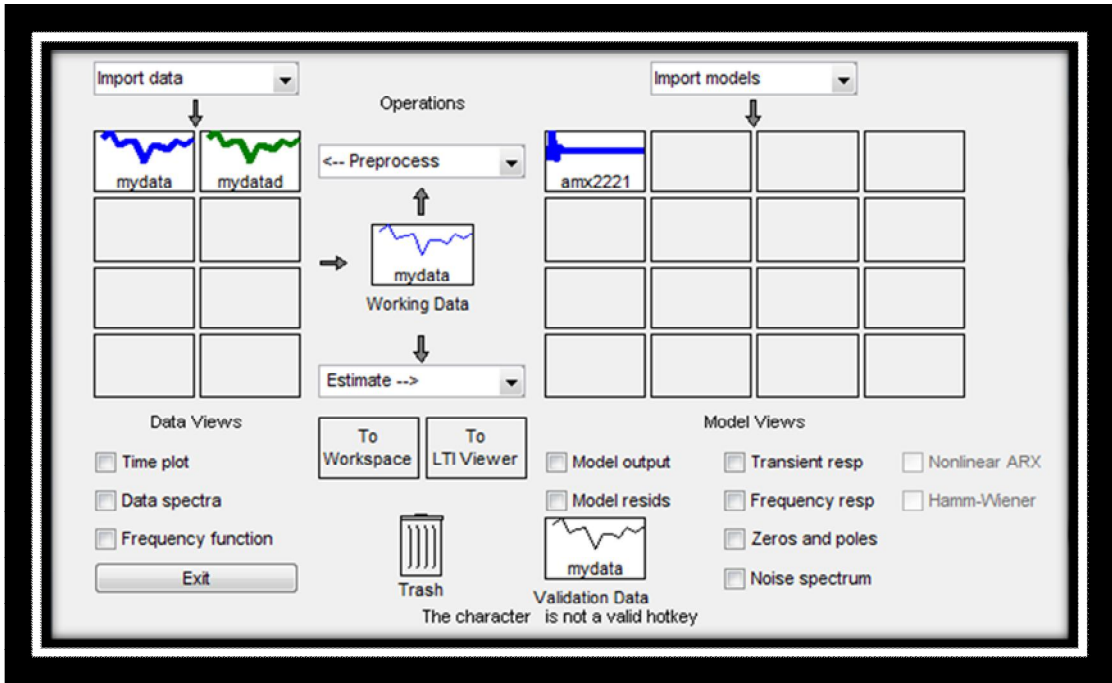 Import data
Import models
Operations
mydata
mydatad
<-- Preprocess
amx2221
mydata
Working Data
Estimate -->
Data Views
To
Workspace
To
LTI Viewer
Model Views
Time plot
Data spectra
Frequency function
Exit
Trash
Model output
Model resids
mydata
Validation Data
Transient resp
Frequency resp
Zeros and poles
Noise spectrum
Nonlinear ARX
Hamm-Wiener
The character   is not a valid hotkey